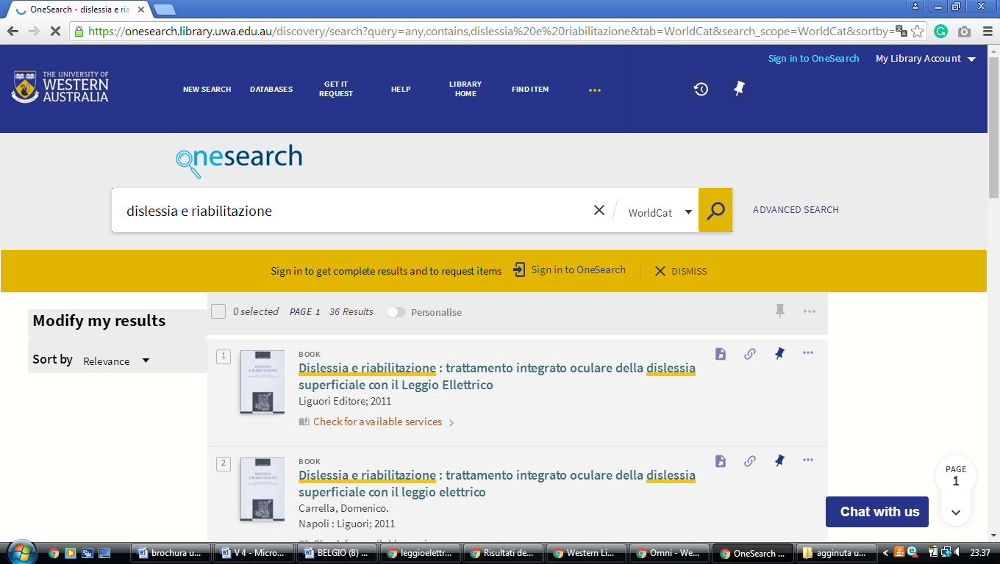 OneSearch - dislessia e ria
https://onesearch.library.uwa.edu.au/discovery/search?query=any,contains,dislessia%20e%20riabilitazione&tab=WorldCat&search_scope=WorldCat&sortby=
Sign in to OneSearch My Library Account
THE UNIVERSITY OF
WESTERN
AUSTRALIA
NEW SEARCH
DATABASES
GET IT
REQUEST
HELP
LIBRARY
HOME
FIND ITEM
onesearch
dislessia e riabilitazione
WorldCat
ADVANCED SEARCH
Sign in to get complete results and to request items Sign in to OneSearch DISMISS
Modify my results
Sort by Relevance
0 selected PAGE 1 36 Results Personalise
1
DISLESSIA
E RIABILITAZIONE
BOOK
Dislessia e riabilitazione : trattamento integrato oculare della dislessia
superficiale con il Leggio Ellettrico
Liguori Editore; 2011
Check for available services
2
DISLESSIA
E RIABILITAZIONE
BOOK
Dislessia e riabilitazione : trattamento integrato oculare della dislessia
superficiale con il leggio elettrico
Carrella, Domenico.
Napoli : Liguori; 2011
PAGE
1
Chat with us
brochura u... V 4 - Micro... BELGIO (8) ... leggioelettr... Risultati de... Western Li... Omni - We... OneSearch ... agginuta u... 23.37